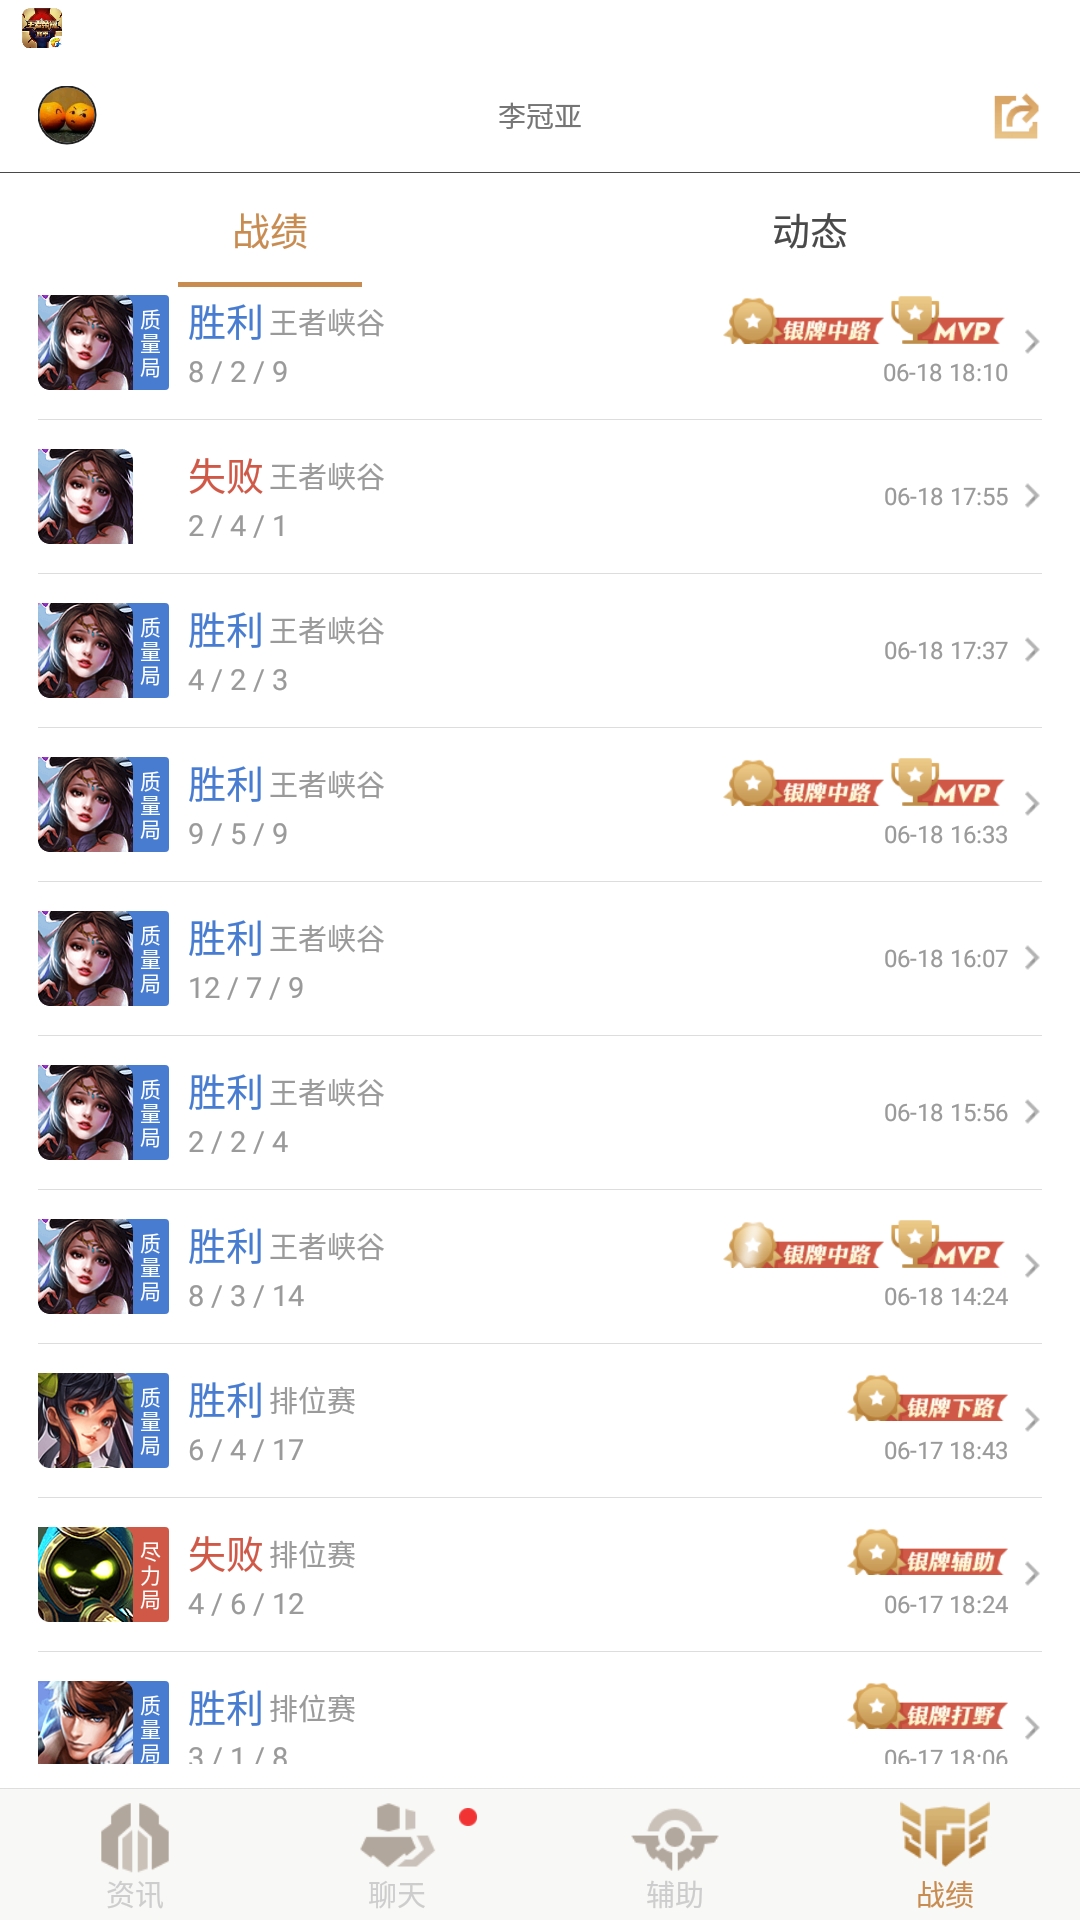 李冠亚
战绩 动态
质量局 胜利 王者峡谷 银牌中路 MVP
8 / 2 / 9 06-18 18:10
失败 王者峡谷
2 / 4 / 1 06-18 17:55
质量局 胜利 王者峡谷
4 / 2 / 3 06-18 17:37
质量局 胜利 王者峡谷 银牌中路 MVP
9 / 5 / 9 06-18 16:33
质量局 胜利 王者峡谷
12 / 7 / 9 06-18 16:07
质量局 胜利 王者峡谷
2 / 2 / 4 06-18 15:56
质量局 胜利 王者峡谷 银牌中路 MVP
8 / 3 / 14 06-18 14:24
质量局 胜利 排位赛 银牌下路
6 / 4 / 17 06-17 18:43
尽力局 失败 排位赛 银牌辅助
4 / 6 / 12 06-17 18:24
质量局 胜利 排位赛 银牌打野
3 / 1 / 8 06-17 18:06
资讯 聊天 辅助 战绩